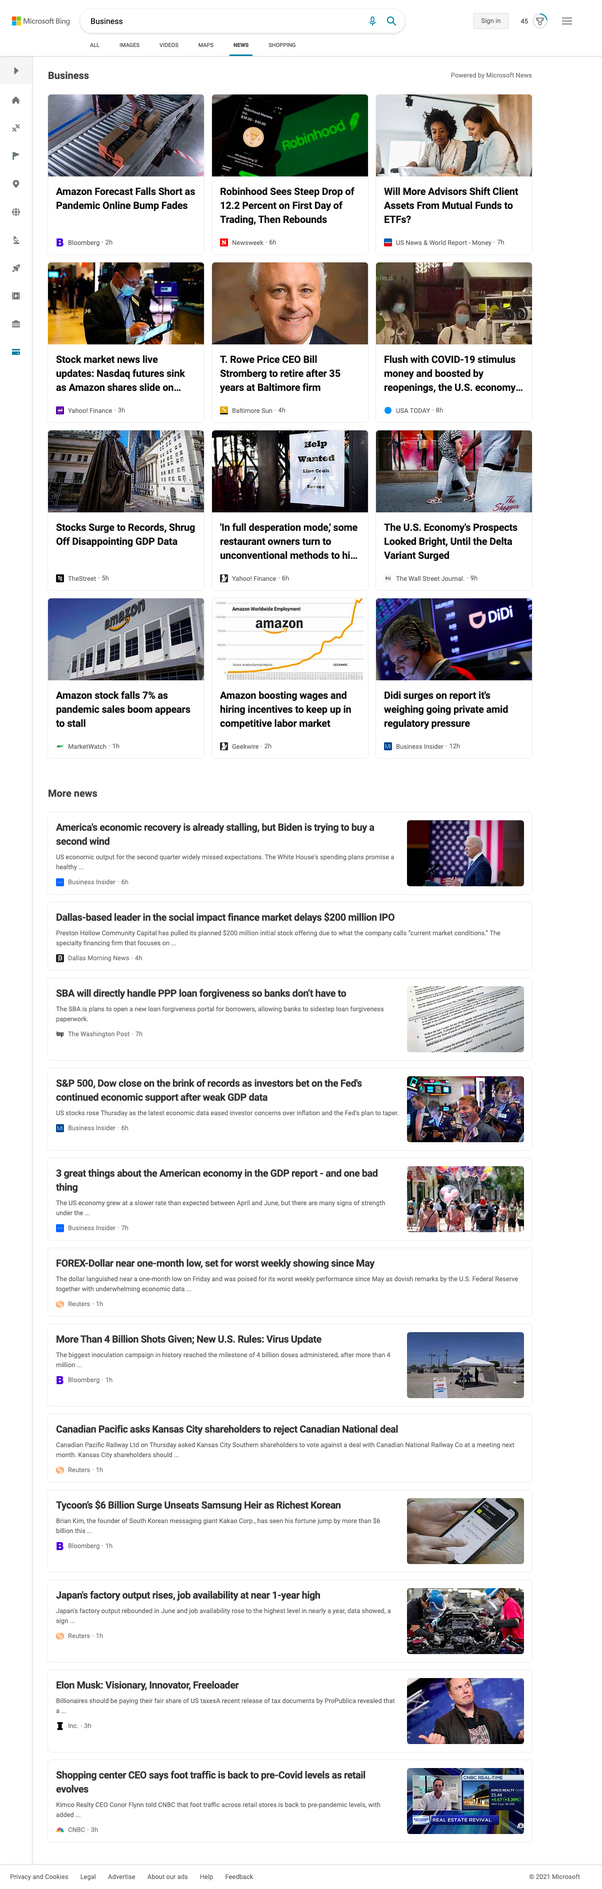 Microsoft Bing
Business
Sign in
45
ALL IMAGES VIDEOS MAPS NEWS SHOPPING
Business
Powered by Microsoft News
Robinhood
Amazon Forecast Falls Short as
Pandemic Online Bump Fades
Bloomberg · 2h
Robinhood Sees Steep Drop of
12.2 Percent on First Day of
Trading, Then Rebounds
Newsweek · 6h
Will More Advisors Shift Client
Assets From Mutual Funds to
ETFs?
US News & World Report - Money · 7h
Stock market news live
updates: Nasdaq futures sink
as Amazon shares slide on...
Yahoo! Finance · 3h
T. Rowe Price CEO Bill
Stromberg to retire after 35
years at Baltimore firm
Baltimore Sun · 4h
Flush with COVID-19 stimulus
money and boosted by
reopenings, the U.S. economy...
USA TODAY · 8h
Help
Wanted
Stocks Surge to Records, Shrug
Off Disappointing GDP Data
TheStreet · 5h
'In full desperation mode,' some
restaurant owners turn to
unconventional methods to hi...
Yahoo! Finance · 6h
The U.S. Economy's Prospects
Looked Bright, Until the Delta
Variant Surged
The Wall Street Journal. · 9h
amazon
Amazon Worldwide Employment
amazon
GEEKWIRE
DiDi
Amazon stock falls 7% as
pandemic sales boom appears
to stall
MarketWatch · 1h
Amazon boosting wages and
hiring incentives to keep up in
competitive labor market
Geekwire · 2h
Didi surges on report it's
weighing going private amid
regulatory pressure
Business Insider · 12h
More news
America's economic recovery is already stalling, but Biden is trying to buy a
second wind
US economic output for the second quarter widely missed expectations. The White House's spending plans promise a
healthy ...
Business Insider · 6h
Dallas-based leader in the social impact finance market delays $200 million IPO
Preston Hollow Community Capital has pulled its planned $200 million initial stock offering due to what the company calls "current market conditions." The
specialty financing firm that focuses on ...
Dallas Morning News · 4h
SBA will directly handle PPP loan forgiveness so banks don't have to
The SBA is plans to open a new loan forgiveness portal for borrowers, allowing banks to sidestep loan forgiveness
paperwork.
The Washington Post · 7h
S&P 500, Dow close on the brink of records as investors bet on the Fed's
continued economic support after weak GDP data
US stocks rose Thursday as the latest economic data eased investor concerns over inflation and the Fed's plan to taper.
Business Insider · 6h
3 great things about the American economy in the GDP report - and one bad
thing
The US economy grew at a slower rate than expected between April and June, but there are many signs of strength
under the ...
Business Insider · 7h
FOREX-Dollar near one-month low, set for worst weekly showing since May
The dollar languished near a one-month low on Friday and was poised for its worst weekly performance since May as dovish remarks by the U.S. Federal Reserve
together with underwhelming economic data ...
Reuters · 1h
More Than 4 Billion Shots Given; New U.S. Rules: Virus Update
The biggest inoculation campaign in history reached the milestone of 4 billion doses administered, after more than 4
million ...
Bloomberg · 1h
Canadian Pacific asks Kansas City shareholders to reject Canadian National deal
Canadian Pacific Railway Ltd on Thursday asked Kansas City Southern shareholders to vote against a deal with Canadian National Railway Co at a meeting next
month. Kansas City shareholders should ...
Reuters · 1h
Tycoon's $6 Billion Surge Unseats Samsung Heir as Richest Korean
Brian Kim, the founder of South Korean messaging giant Kakao Corp., has seen his fortune jump by more than $6
billion this ...
Bloomberg · 1h
Japan's factory output rises, job availability at near 1-year high
Japan's factory output rebounded in June and job availability rose to the highest level in nearly a year, data showed, a
sign ...
Reuters · 1h
Elon Musk: Visionary, Innovator, Freeloader
Billionaires should be paying their fair share of US taxesA recent release of tax documents by ProPublica revealed that
a ...
Inc. · 3h
Shopping center CEO says foot traffic is back to pre-Covid levels as retail
evolves
Kimco Realty CEO Conor Flynn told CNBC that foot traffic across retail stores is back to pre-pandemic levels, with
added ...
CNBC · 3h
CNBC REAL-TIME
21.44
REAL ESTATE REVIVAL
Privacy and Cookies Legal Advertise About our ads Help Feedback
© 2021 Microsoft